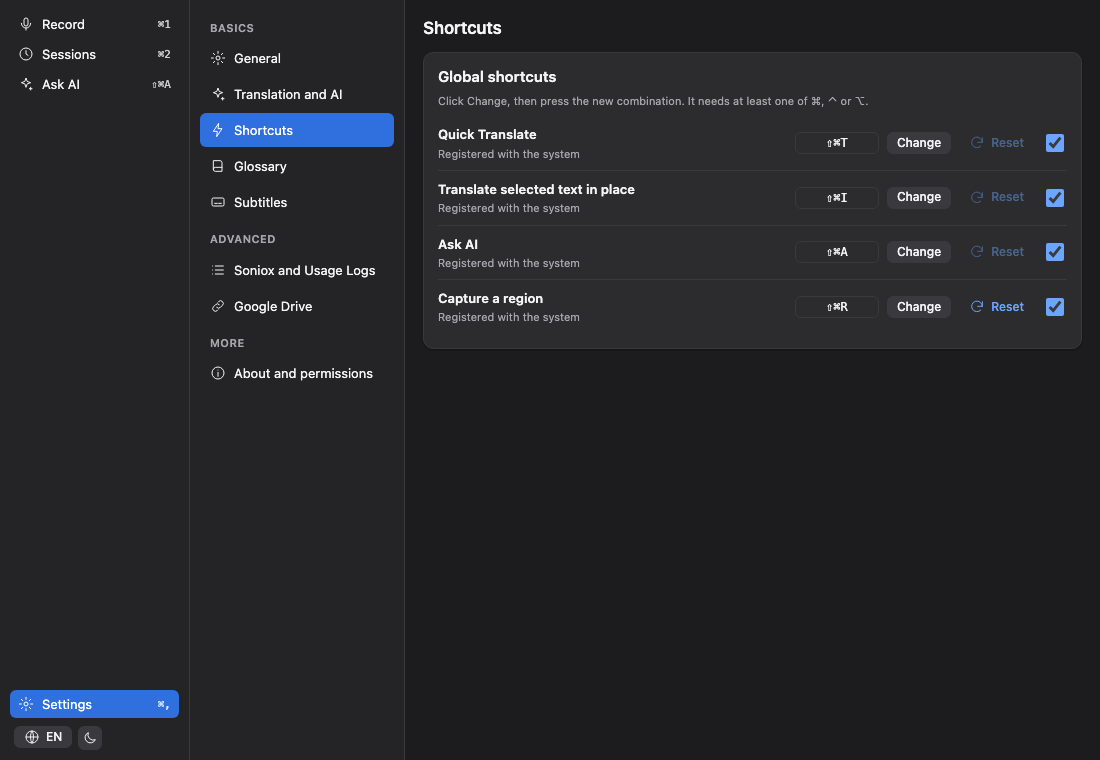 Record ⌘1
Sessions ⌘2
Ask AI ⇧⌘A
Settings ⌘,
EN
BASICS
General
Translation and AI
Shortcuts
Glossary
Subtitles
ADVANCED
Soniox and Usage Logs
Google Drive
MORE
About and permissions
Shortcuts
Global shortcuts
Click Change, then press the new combination. It needs at least one of ⌘, ⌃ or ⌥.
Quick Translate
Registered with the system
⇧⌘T Change Reset
Translate selected text in place
Registered with the system
⇧⌘I Change Reset
Ask AI
Registered with the system
⇧⌘A Change Reset
Capture a region
Registered with the system
⇧⌘R Change Reset